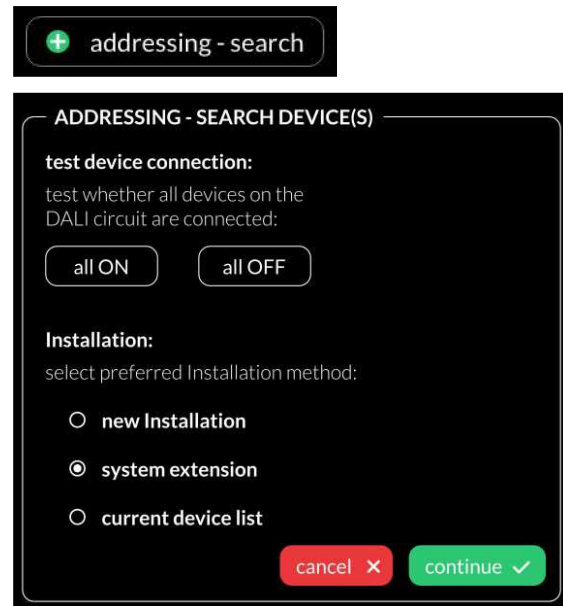 addressing - search
ADDRESSING - SEARCH DEVICE(S)
test device connection:
test whether all devices on the
DALI circuit are connected:
all ON
all OFF
Installation:
select preferred Installation method:
new Installation
system extension
current device list
cancel
continue